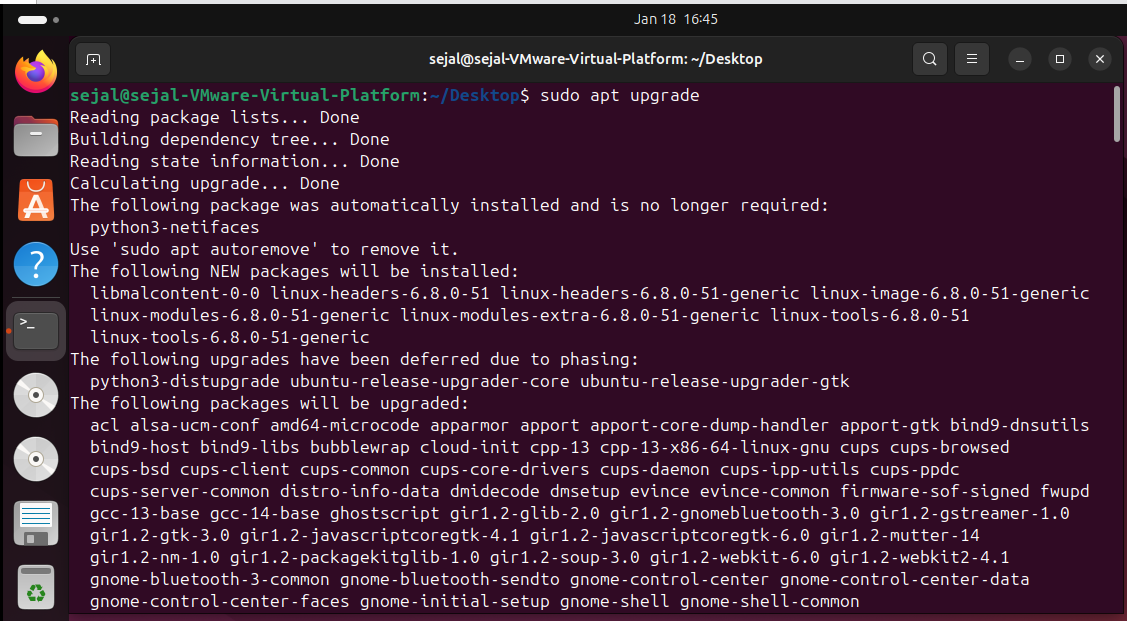 Jan 18 16:45
sejal@sejal-VMware-Virtual-Platform: ~/Desktop
sejal@sejal-VMware-Virtual-Platform:~/Desktop$ sudo apt upgrade
Reading package lists... Done
Building dependency tree... Done
Reading state information... Done
Calculating upgrade... Done
The following package was automatically installed and is no longer required:
  python3-netifaces
Use 'sudo apt autoremove' to remove it.
The following NEW packages will be installed:
  libmalcontent-0-0 linux-headers-6.8.0-51 linux-headers-6.8.0-51-generic linux-image-6.8.0-51-generic
  linux-modules-6.8.0-51-generic linux-modules-extra-6.8.0-51-generic linux-tools-6.8.0-51
  linux-tools-6.8.0-51-generic
The following upgrades have been deferred due to phasing:
  python3-distupgrade ubuntu-release-upgrader-core ubuntu-release-upgrader-gtk
The following packages will be upgraded:
  acl alsa-ucm-conf amd64-microcode apparmor apport apport-core-dump-handler apport-gtk bind9-dnsutils
  bind9-host bind9-libs bubblewrap cloud-init cpp-13 cpp-13-x86-64-linux-gnu cups cups-browsed
  cups-bsd cups-client cups-common cups-core-drivers cups-daemon cups-ipp-utils cups-ppdc
  cups-server-common distro-info-data dmidecode dmsetup evince evince-common firmware-sof-signed fwupd
  gcc-13-base gcc-14-base ghostscript gir1.2-glib-2.0 gir1.2-gnomebluetooth-3.0 gir1.2-gstreamer-1.0
  gir1.2-gtk-3.0 gir1.2-javascriptcoregtk-4.1 gir1.2-javascriptcoregtk-6.0 gir1.2-mutter-14
  gir1.2-nm-1.0 gir1.2-packagekitglib-1.0 gir1.2-soup-3.0 gir1.2-webkit-6.0 gir1.2-webkit2-4.1
  gnome-bluetooth-3-common gnome-bluetooth-sendto gnome-control-center gnome-control-center-data
  gnome-control-center-faces gnome-initial-setup gnome-shell gnome-shell-common